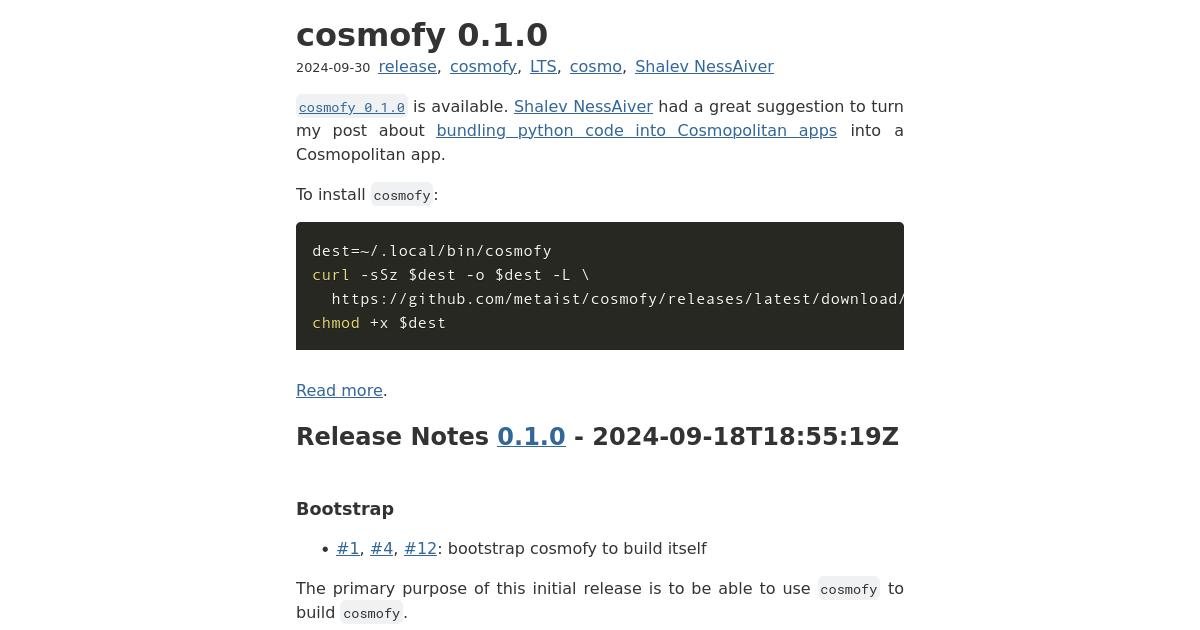 cosmofy 0.1.0
2024-09-30 release, cosmofy, LTS, cosmo, Shalev NessAiver
cosmofy 0.1.0 is available. Shalev NessAiver had a great suggestion to turn
my post about bundling python code into Cosmopolitan apps into a
Cosmopolitan app.
To install cosmofy:
dest=~/.local/bin/cosmofy
curl -sSz $dest -o $dest -L \
  https://github.com/metaist/cosmofy/releases/latest/download/
chmod +x $dest
Read more.
Release Notes 0.1.0 - 2024-09-18T18:55:19Z
Bootstrap
• #1, #4, #12: bootstrap cosmofy to build itself
The primary purpose of this initial release is to be able to use cosmofy to
build cosmofy.